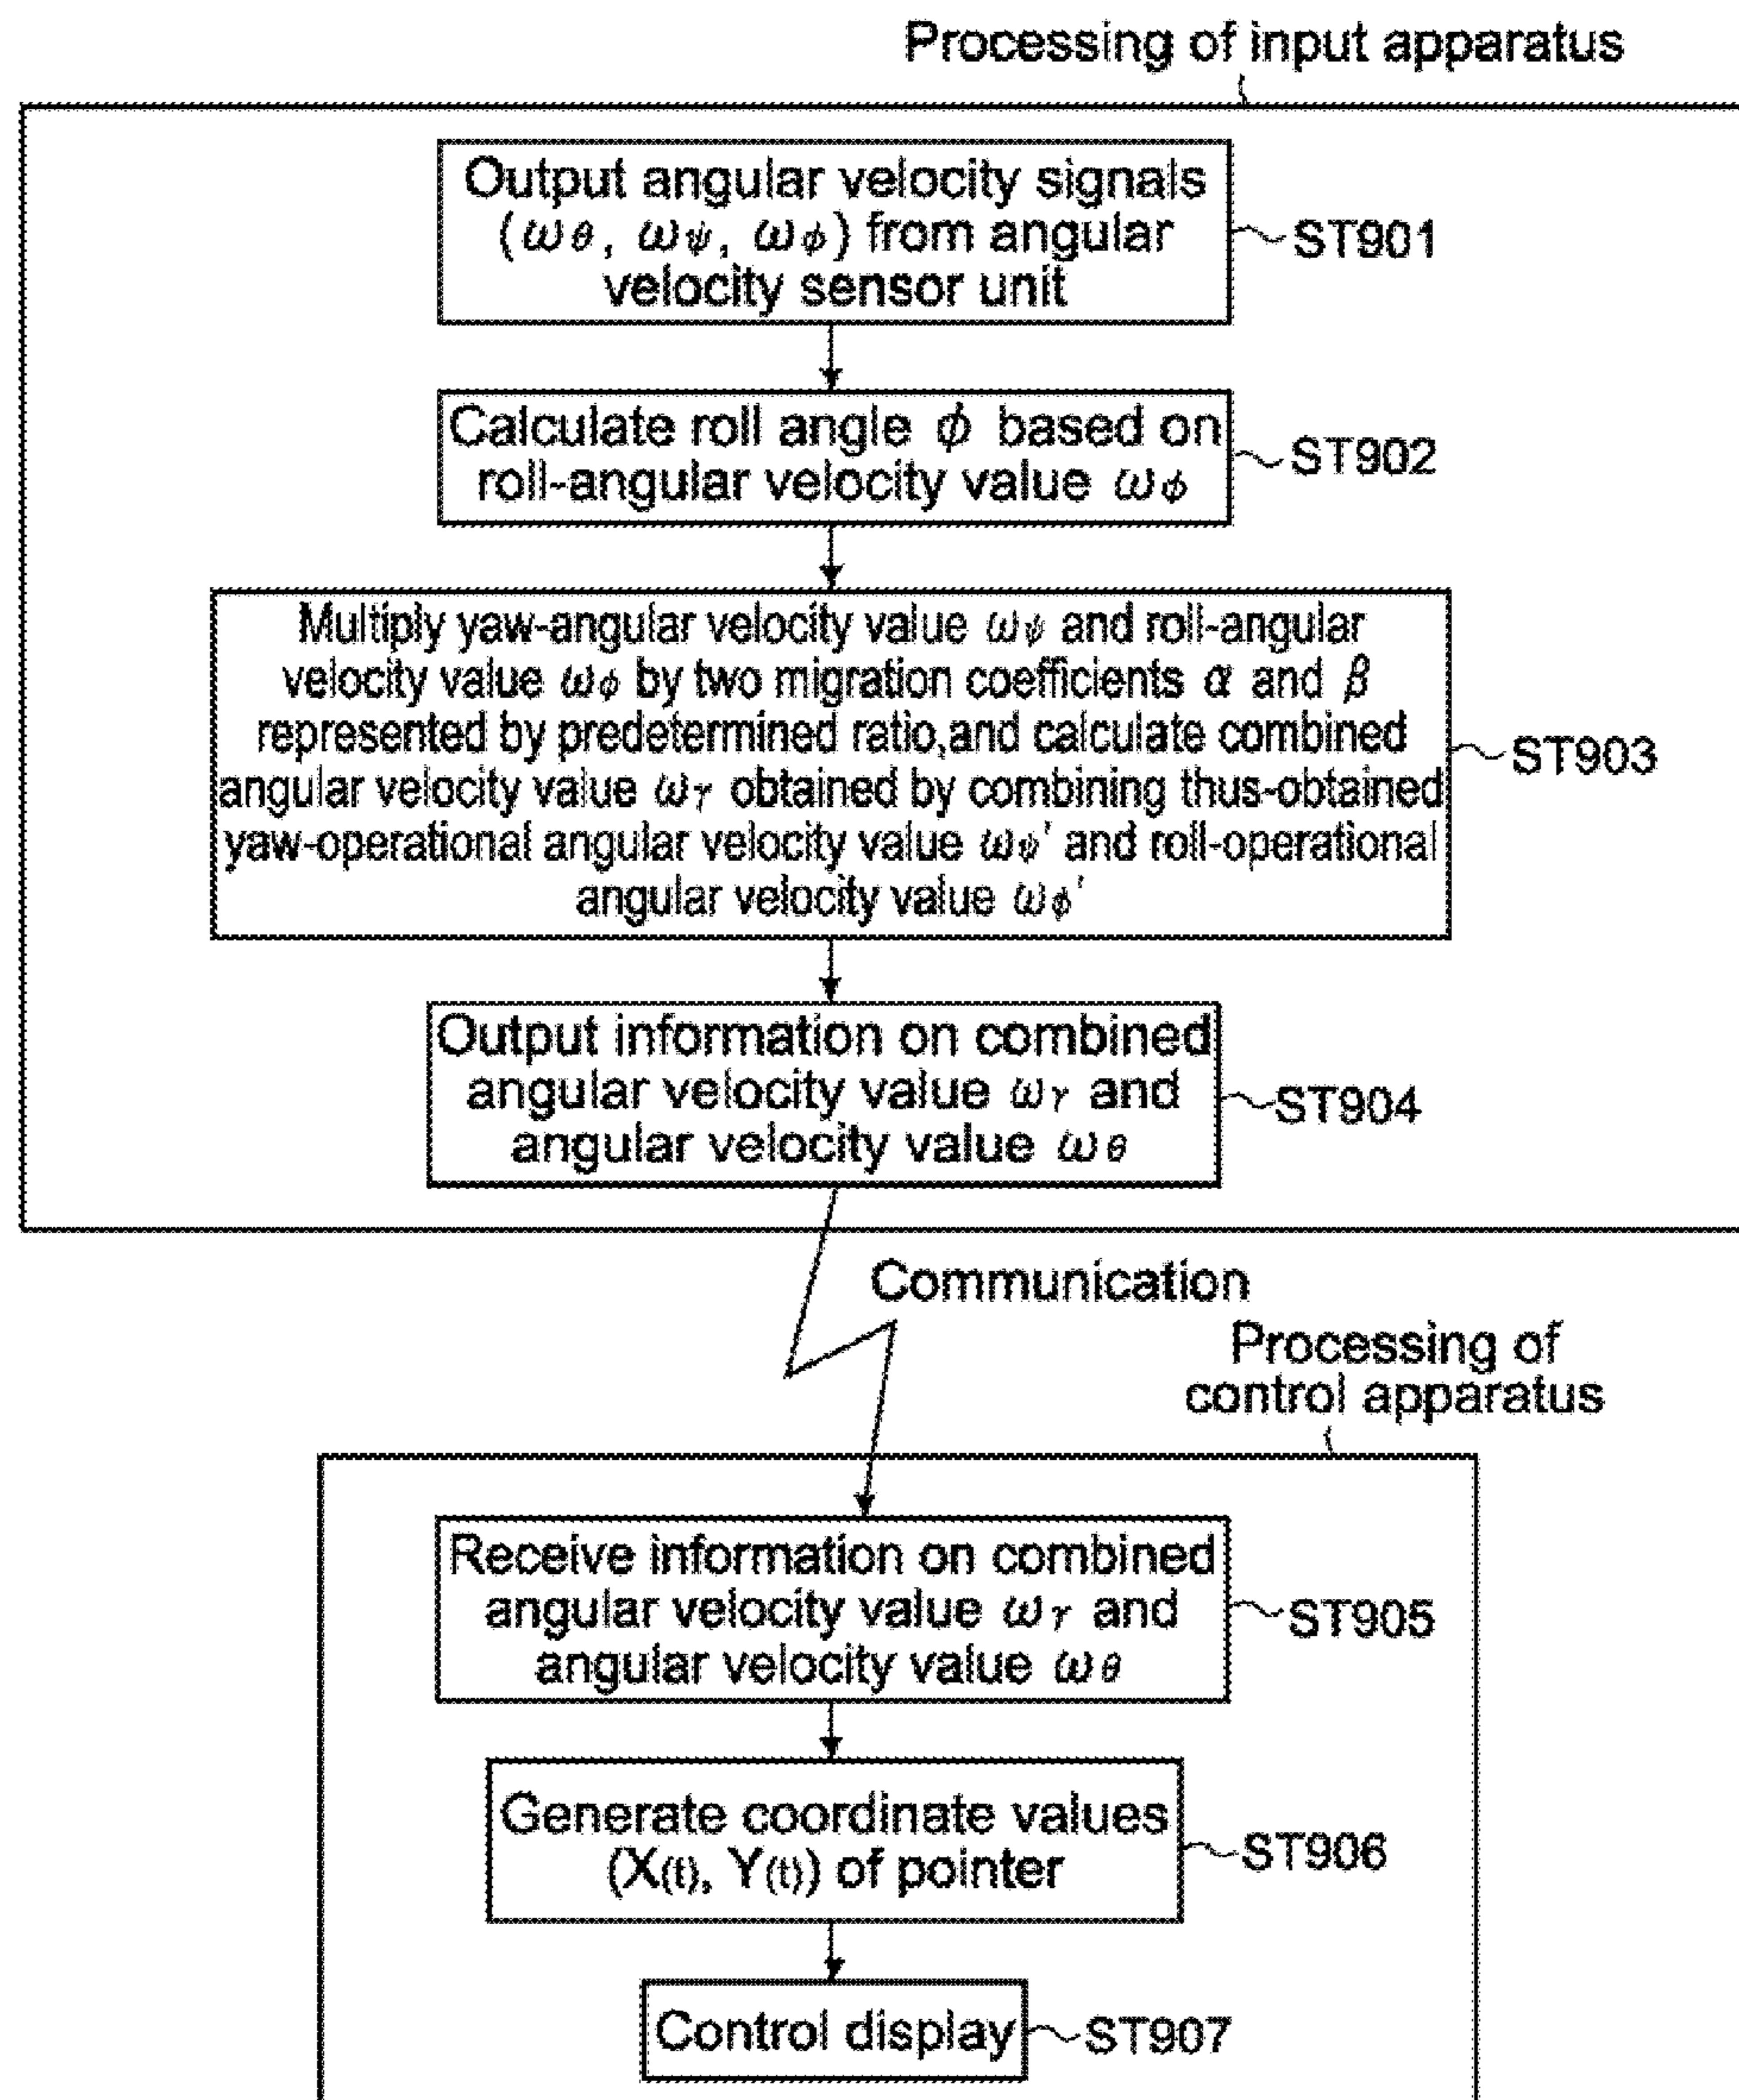 Processing of input apparatus
Output angular velocity signals
(ωθ, ωψ, ωϕ) from angular
velocity sensor unit
ST901
Calculate roll angle ϕ based on
roll-angular velocity value ωϕ
ST902
Multiply yaw-angular velocity value ωψ and roll-angular
velocity value ωϕ by two migration coefficients α and β
represented by predetermined ratio,and calculate combined
angular velocity value ωγ obtained by combining thus-obtained
yaw-operational angular velocity value ωψ' and roll-operational
angular velocity value ωϕ'
ST903
Output information on combined
angular velocity value ωγ and
angular velocity value ωθ
ST904
Communication
Processing of
control apparatus
Receive information on combined
angular velocity value ωγ and
angular velocity value ωθ
ST905
Generate coordinate values
(X(t), Y(t)) of pointer
ST906
Control display
ST907